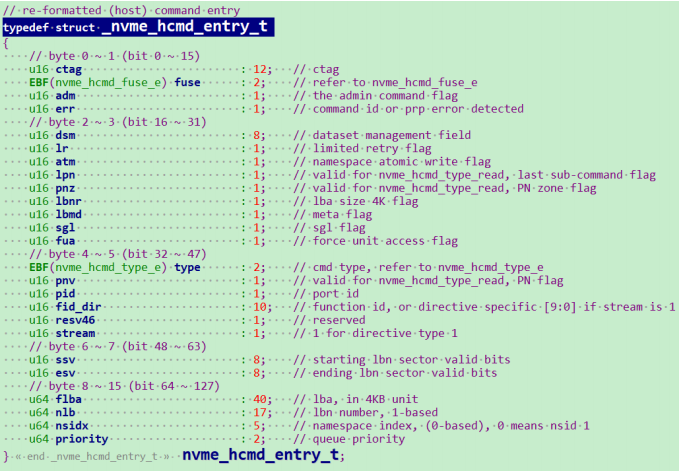 // re-formatted (host) command entry
typedef struct _nvme_hcmd_entry_t
{
// byte 0 ~ 1 (bit 0 ~ 15)
u16 ctag : 12; // ctag
EBF(nvme_hcmd_fuse_e) fuse : 2; // refer to nvme_hcmd_fuse_e
u16 adm : 1; // the admin command flag
u16 err : 1; // command id or prp error detected
// byte 2 ~ 3 (bit 16 ~ 31)
u16 dsm : 8; // dataset management field
u16 lr : 1; // limited retry flag
u16 atm : 1; // namespace atomic write flag
u16 lpn : 1; // valid for nvme_hcmd_type_read, last sub-command flag
u16 pnz : 1; // valid for nvme_hcmd_type_read, PN zone flag
u16 lbnr : 1; // lba size 4K flag
u16 lbmd : 1; // meta flag
u16 sgl : 1; // sgl flag
u16 fua : 1; // force unit access flag
// byte 4 ~ 5 (bit 32 ~ 47)
EBF(nvme_hcmd_type_e) type : 2; // cmd type, refer to nvme_hcmd_type_e
u16 pnv : 1; // valid for nvme_hcmd_type_read, PN flag
u16 pid : 1; // port id
u16 fid_dir : 10; // function id, or directive specific [9:0] if stream is 1
u16 resv46 : 1; // reserved
u16 stream : 1; // 1 for directive type 1
// byte 6 ~ 7 (bit 48 ~ 63)
u16 ssv : 8; // starting lbn sector valid bits
u16 esv : 8; // ending lbn sector valid bits
// byte 8 ~ 15 (bit 64 ~ 127)
u64 flba : 40; // lba, in 4KB unit
u64 nlb : 17; // lbn number, 1-based
u64 nsidx : 5; // namespace index, (0-based), 0 means nsid 1
u64 priority : 2; // queue priority
} « end _nvme_hcmd_entry_t » nvme_hcmd_entry_t;